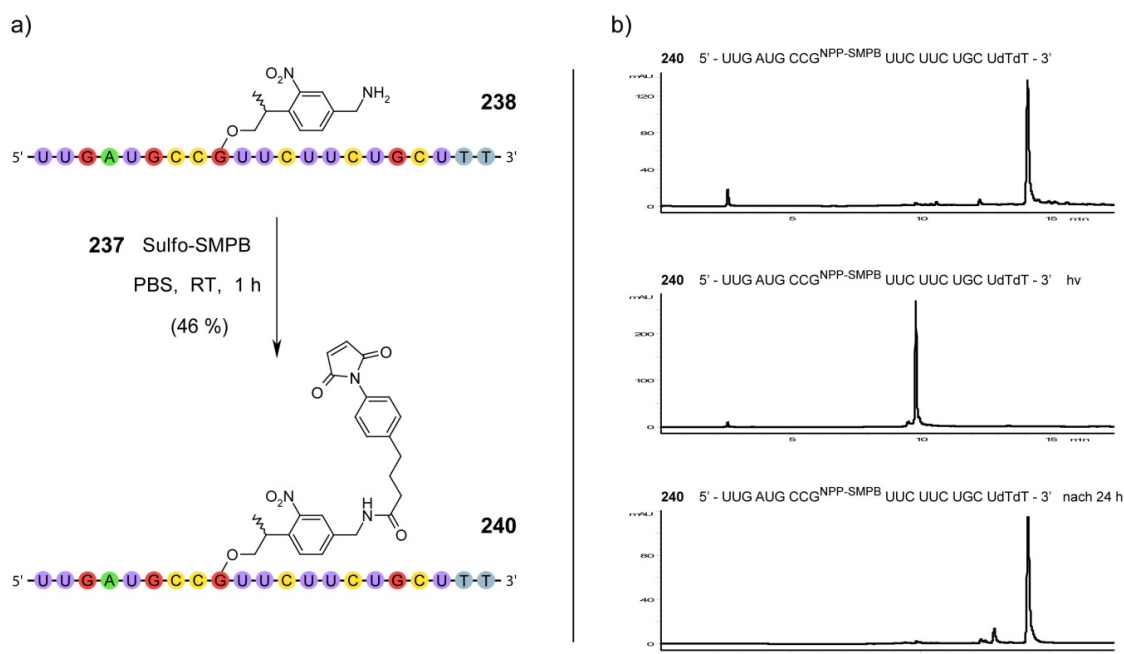 a)
O2N
NH2
238
O
5' - U U G A U G C C G U U C U U C U G C U T T - 3'
237 Sulfo-SMPB
PBS, RT, 1 h
(46 %)
O
N
O
O2N
H
N
O
240
O
5' - U U G A U G C C G U U C U U C U G C U T T - 3'
b)
240 5' - UUG AUG CCG NPP-SMPB UUC UUC UGC UdTdT - 3'
mAU
120
80
40
0
5 10 15 min
240 5' - UUG AUG CCG NPP-SMPB UUC UUC UGC UdTdT - 3' hv
mAU
200
100
0
5 10 15 min
240 5' - UUG AUG CCG NPP-SMPB UUC UUC UGC UdTdT - 3' nach 24 h
mAU
80
40
0